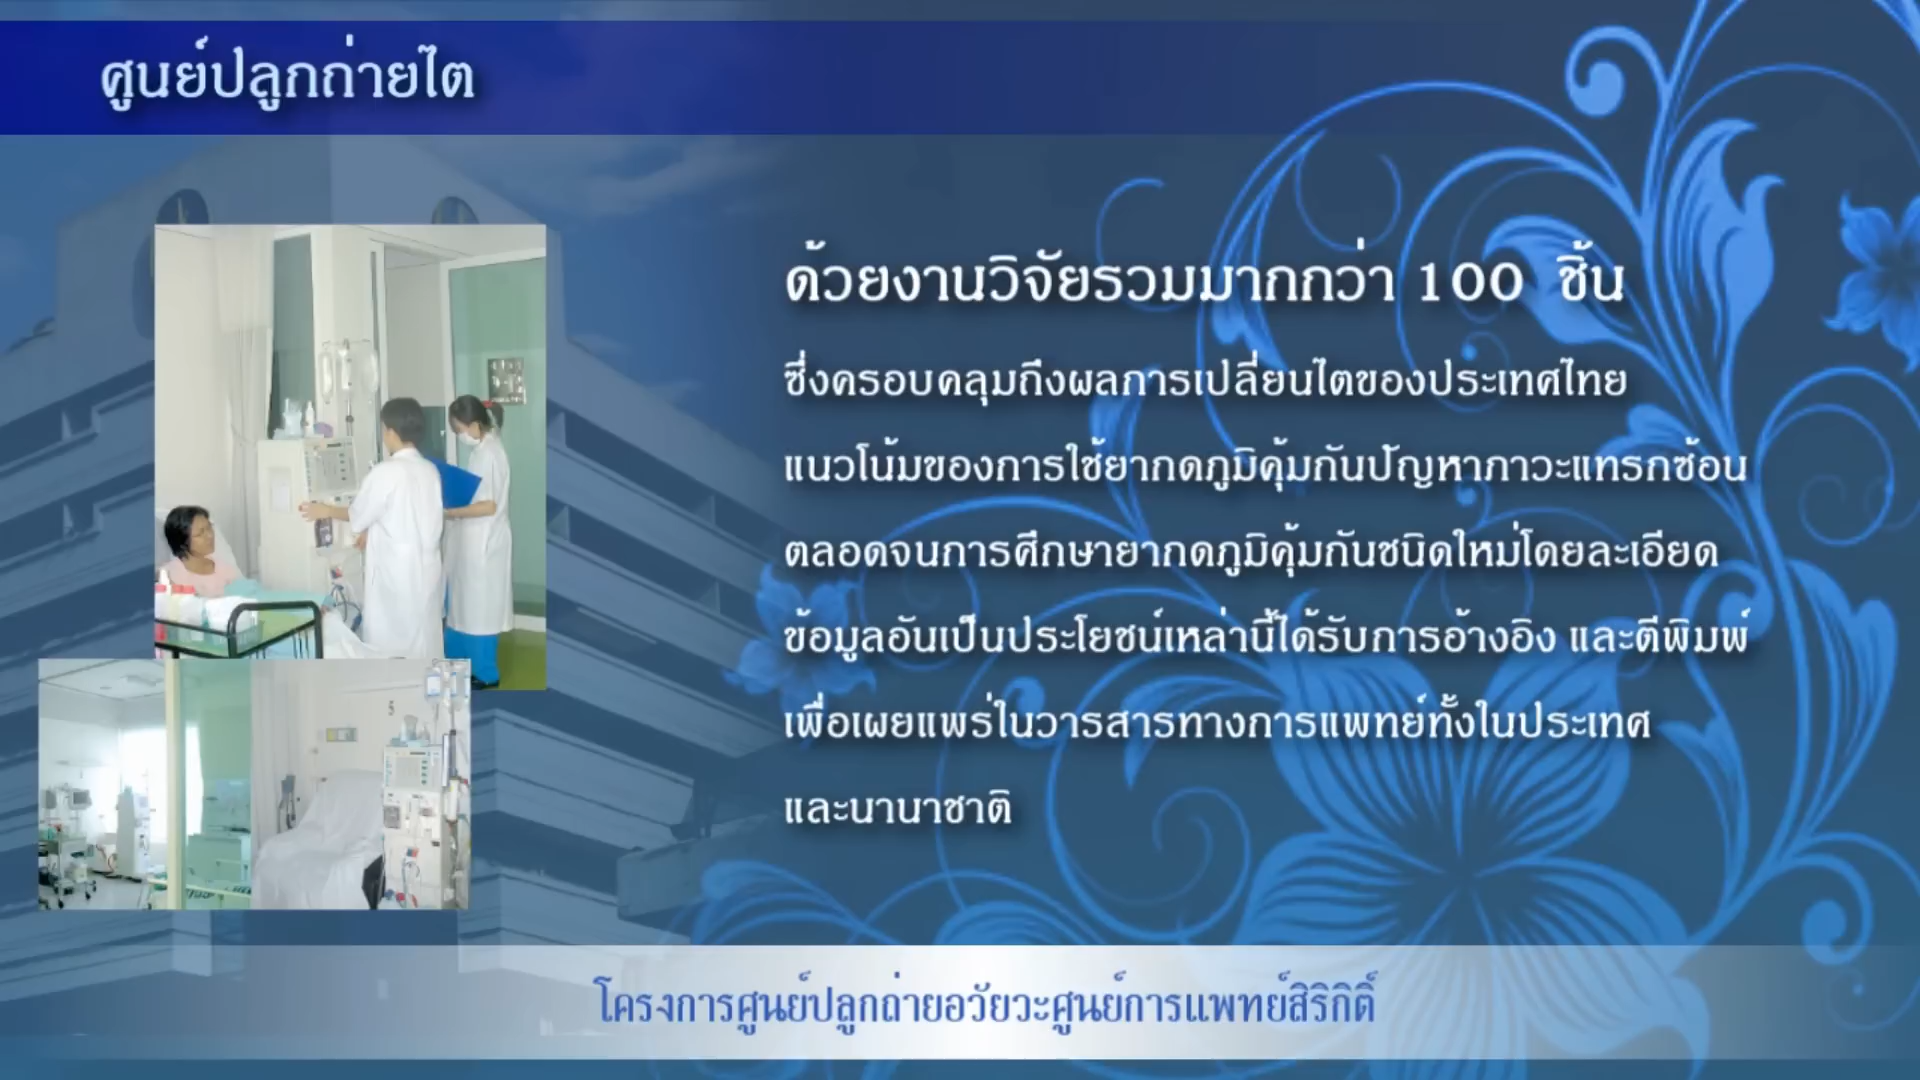 ศูนย์ปลูกถ่ายไต
ด้วยงานวิจัยรวมมากกว่า 100 ชิ้น
ซึ่งครอบคลุมถึงผลการเปลี่ยนไตของประเทศไทย
แนวโน้มของการใช้ยากดภูมิคุ้มกันปัญหาภาวะแทรกซ้อน
ตลอดจนการศึกษายากดภูมิคุ้มกันชนิดใหม่โดยละเอียด
ข้อมูลอันเป็นประโยชน์เหล่านี้ได้รับการอ้างอิง และตีพิมพ์
เพื่อเผยแพร่ในวารสารทางการแพทย์ทั้งในประเทศ
และนานาชาติ
5
โครงการศูนย์ปลูกถ่ายอวัยวะศูนย์การแพทย์สิริกิติ์